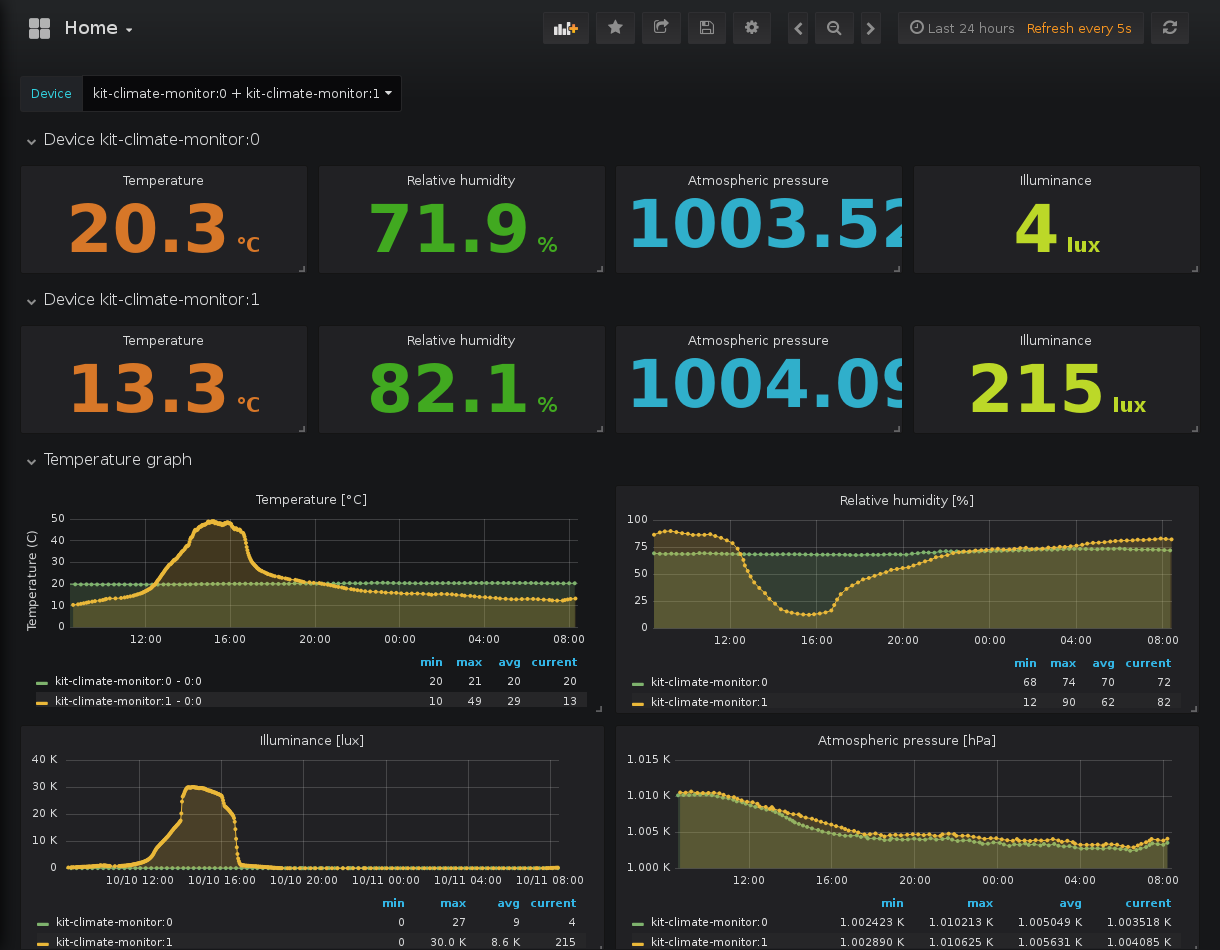 Home
Last 24 hours Refresh every 5s
Device kit-climate-monitor:0 + kit-climate-monitor:1
Device kit-climate-monitor:0
Temperature Relative humidity Atmospheric pressure Illuminance
20.3 °C 71.9 % 1003.52 4 lux
Device kit-climate-monitor:1
Temperature Relative humidity Atmospheric pressure Illuminance
13.3 °C 82.1 % 1004.09 215 lux
Temperature graph
Temperature [°C]
Temperature (C)
50
40
30
20
10
0
12:00 16:00 20:00 00:00 04:00 08:00
min max avg current
kit-climate-monitor:0 - 0:0 20 21 20 20
kit-climate-monitor:1 - 0:0 10 49 29 13
Relative humidity [%]
100
75
50
25
0
12:00 16:00 20:00 00:00 04:00 08:00
min max avg current
kit-climate-monitor:0 68 74 70 72
kit-climate-monitor:1 12 90 62 82
Illuminance [lux]
40 K
30 K
20 K
10 K
0
10/10 12:00 10/10 16:00 10/10 20:00 10/11 00:00 10/11 04:00 10/11 08:00
min max avg current
kit-climate-monitor:0 0 27 9 4
kit-climate-monitor:1 0 30.0 K 8.6 K 215
Atmospheric pressure [hPa]
1.015 K
1.010 K
1.005 K
1.000 K
12:00 16:00 20:00 00:00 04:00 08:00
min max avg current
kit-climate-monitor:0 1.002423 K 1.010213 K 1.005049 K 1.003518 K
kit-climate-monitor:1 1.002890 K 1.010625 K 1.005631 K 1.004085 K